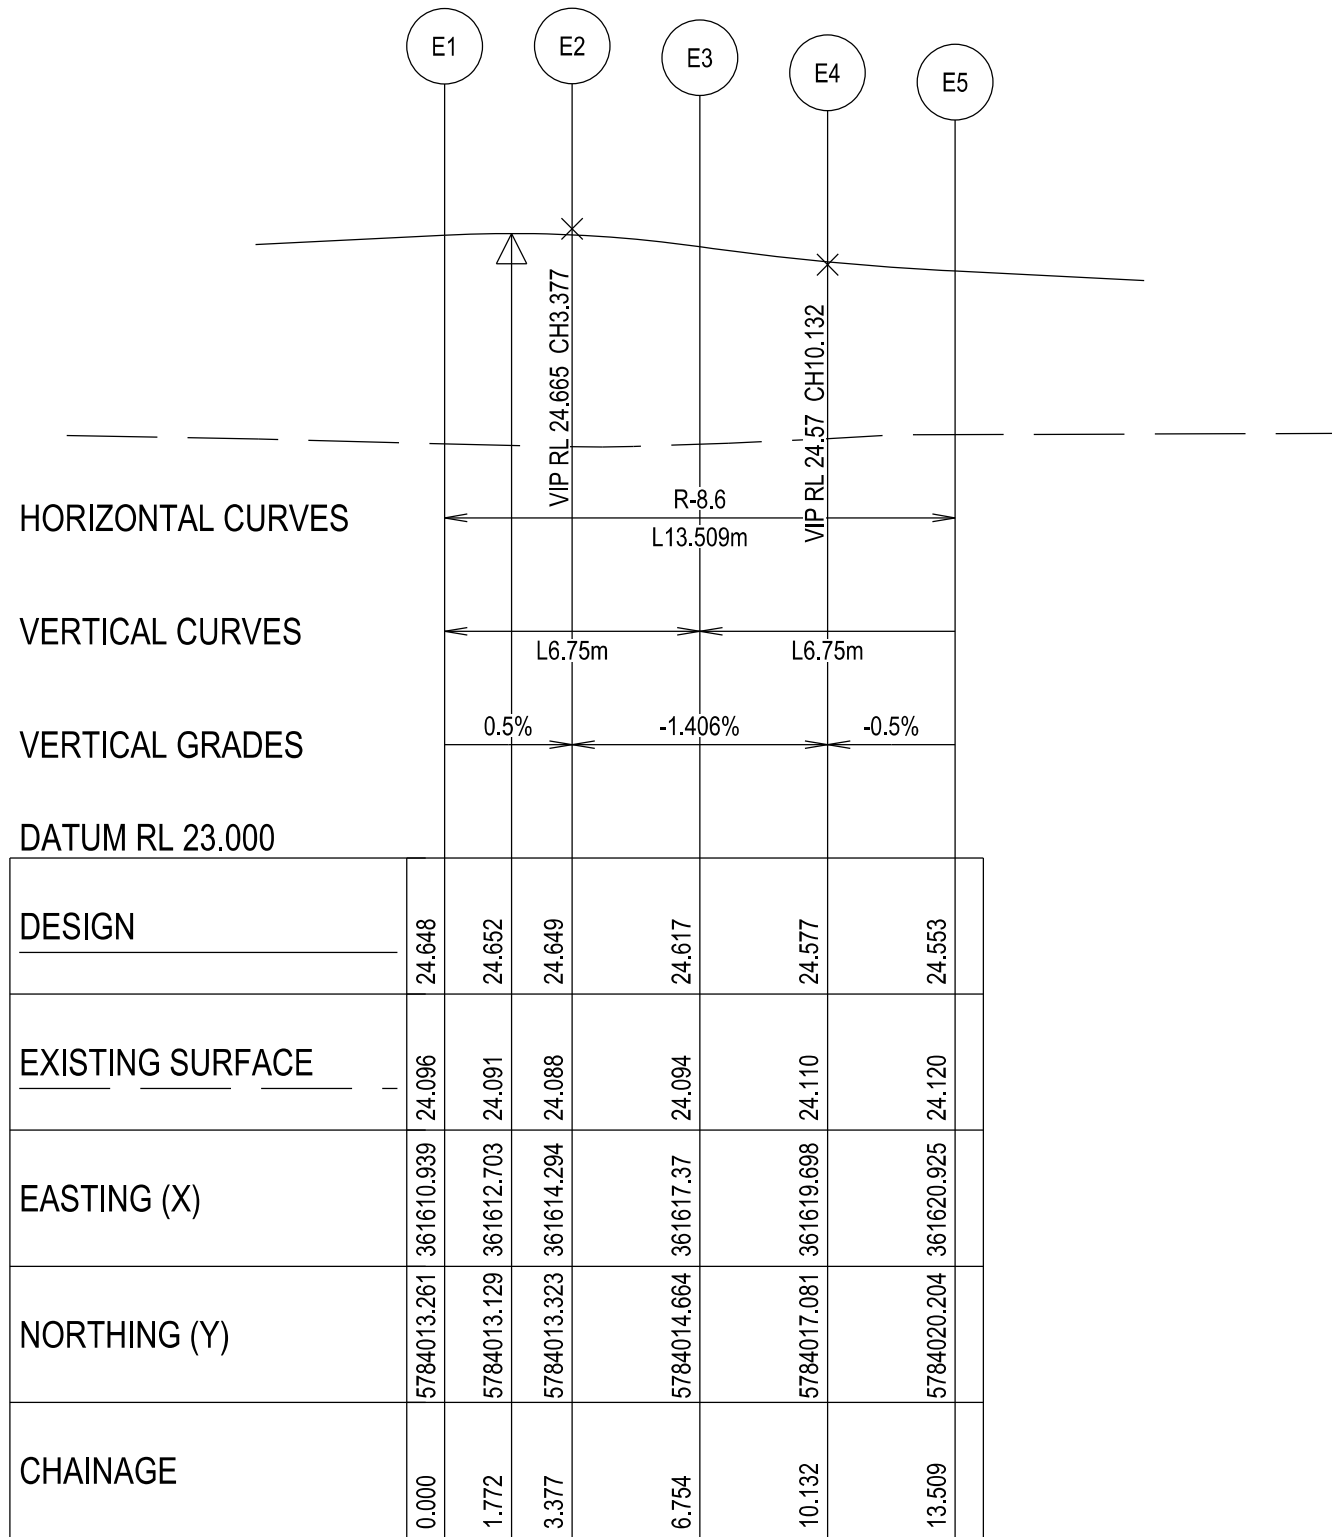 E1 E2 E3 E4 E5
VIP RL 24.665 CH3.377
VIP RL 24.57 CH10.132
HORIZONTAL CURVES
R-8.6
L13.509m
VERTICAL CURVES
L6.75m L6.75m
VERTICAL GRADES
0.5% -1.406% -0.5%
DATUM RL 23.000
DESIGN 24.648 24.652 24.649 24.617 24.577 24.553
EXISTING SURFACE 24.096 24.091 24.088 24.094 24.110 24.120
EASTING (X) 361610.939 361612.703 361614.294 361617.37 361619.698 361620.925
NORTHING (Y) 5784013.261 5784013.129 5784013.323 5784014.664 5784017.081 5784020.204
CHAINAGE 0.000 1.772 3.377 6.754 10.132 13.509